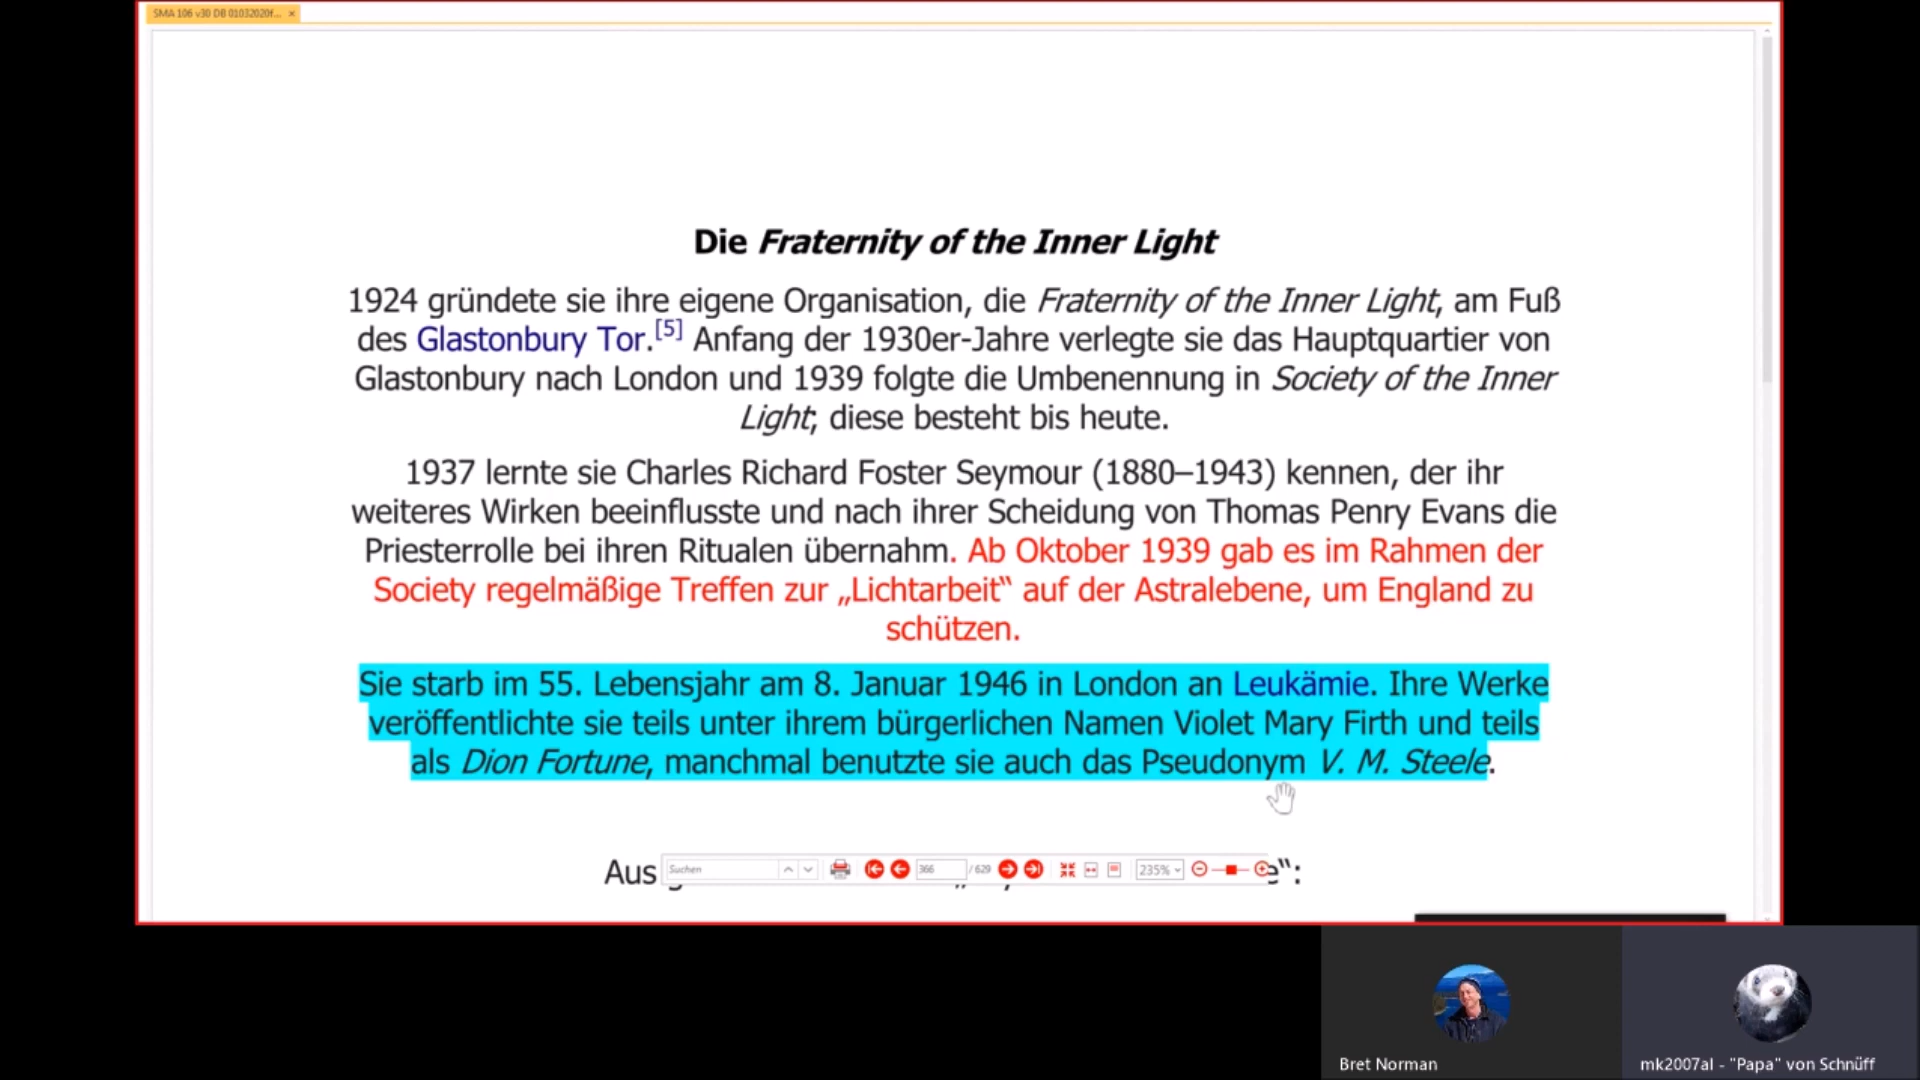 SMA 106 v30 DB 01032020f... ×
Die Fraternity of the Inner Light
1924 gründete sie ihre eigene Organisation, die Fraternity of the Inner Light, am Fuß
des Glastonbury Tor.[5] Anfang der 1930er-Jahre verlegte sie das Hauptquartier von
Glastonbury nach London und 1939 folgte die Umbenennung in Society of the Inner
Light; diese besteht bis heute.
1937 lernte sie Charles Richard Foster Seymour (1880–1943) kennen, der ihr
weiteres Wirken beeinflusste und nach ihrer Scheidung von Thomas Penry Evans die
Priesterrolle bei ihren Ritualen übernahm. Ab Oktober 1939 gab es im Rahmen der
Society regelmäßige Treffen zur „Lichtarbeit“ auf der Astralebene, um England zu
schützen.
Sie starb im 55. Lebensjahr am 8. Januar 1946 in London an Leukämie. Ihre Werke
veröffentlichte sie teils unter ihrem bürgerlichen Namen Violet Mary Firth und teils
als Dion Fortune, manchmal benutzte sie auch das Pseudonym V. M. Steele.
Aus
Suchen 366 / 629 235%
Bret Norman
mk2007al - "Papa" von Schnüff